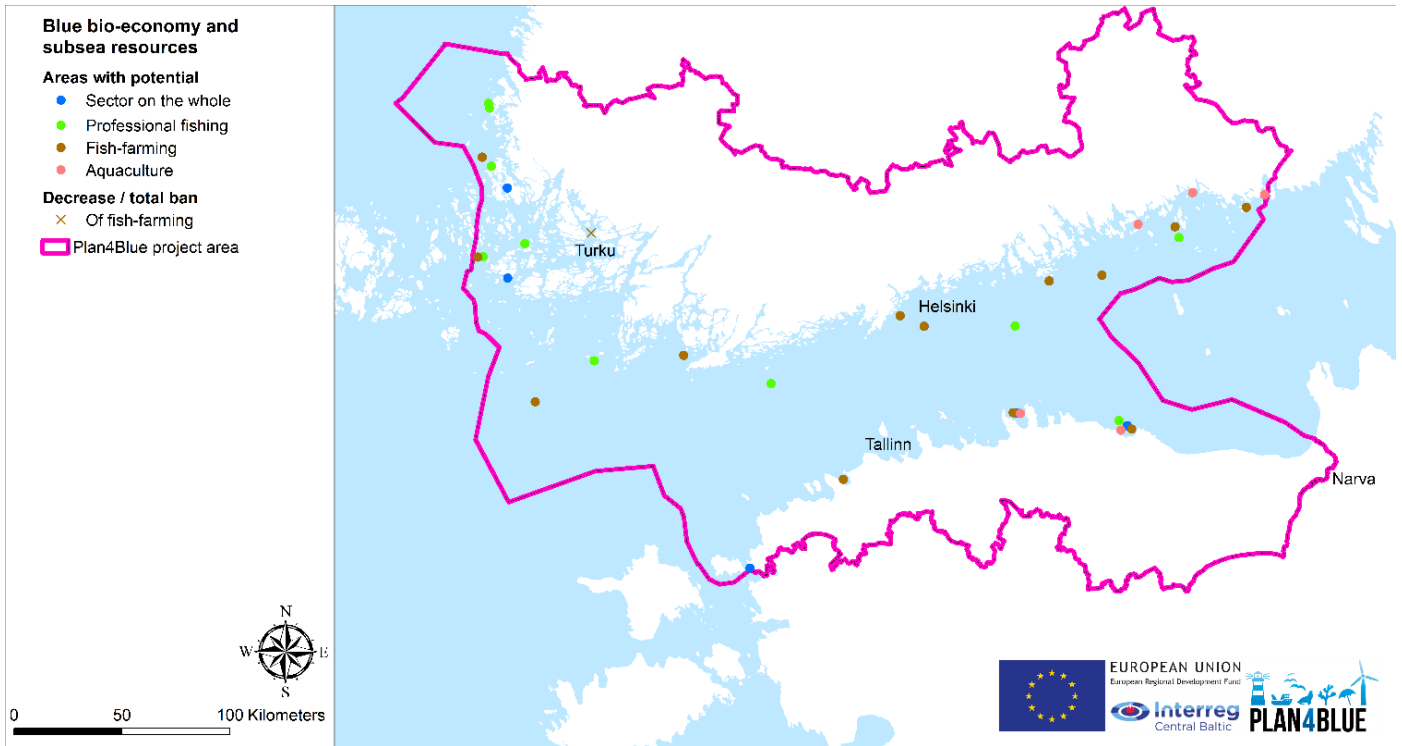 Blue bio-economy and
subsea resources
Areas with potential
Sector on the whole
Professional fishing
Fish-farming
Aquaculture
Decrease / total ban
Of fish-farming
Plan4Blue project area
Turku
Helsinki
Tallinn
Narva
N
W E
S
0 50 100 Kilometers
EUROPEAN UNION
European Regional Development Fund
Interreg
Central Baltic
PLAN4BLUE